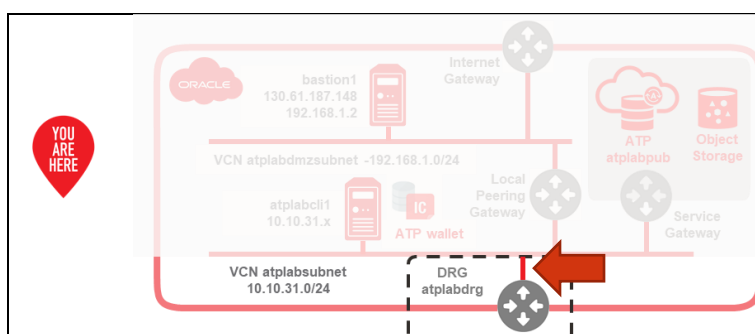 YOU
ARE
HERE
ORACLE
bastion1
130.61.187.148
192.168.1.2
Internet
Gateway
ATP
atplabpub
Object
Storage
VCN atplabdmzsubnet -192.168.1.0/24
atplabcli1
10.10.31.x
IC
ATP wallet
Local
Peering
Gateway
Service
Gateway
VCN atplabsubnet
10.10.31.0/24
DRG
atplabdrg